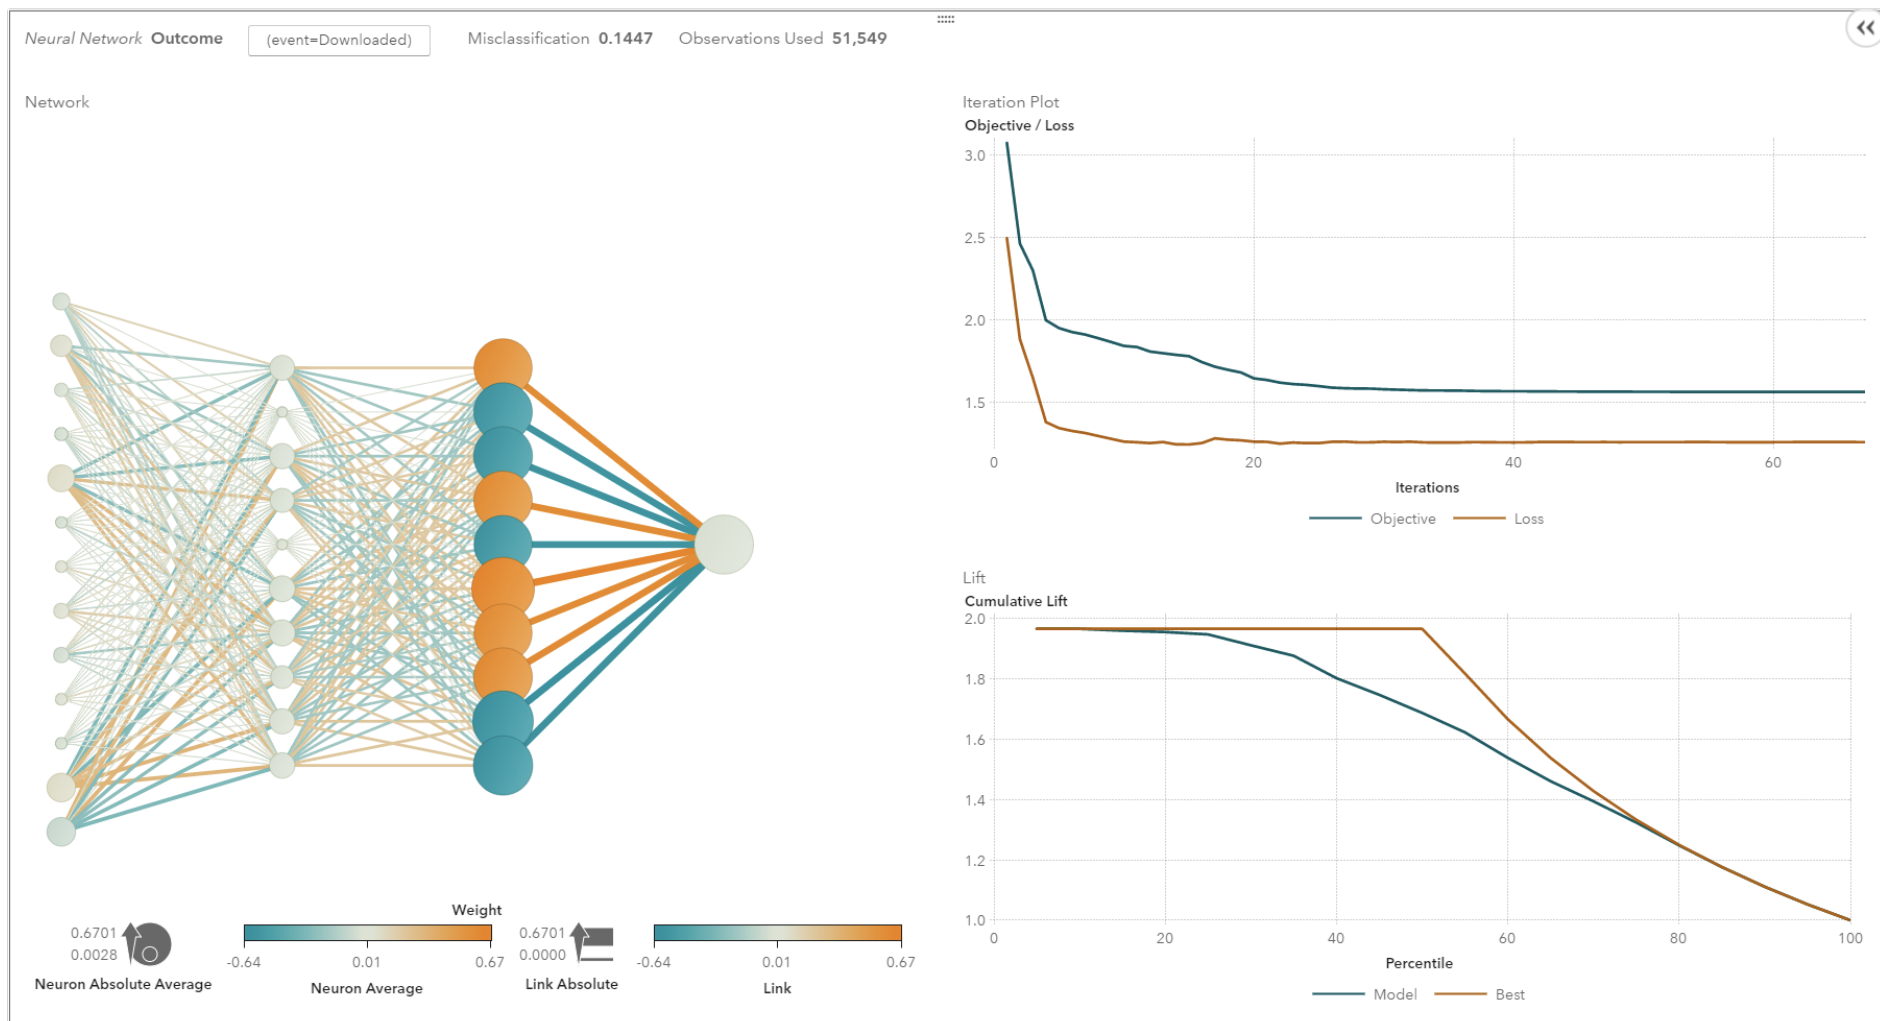 Neural Network Outcome (event=Downloaded) Misclassification 0.1447 Observations Used 51,549
Network
Weight
0.6701
0.0028
Neuron Absolute Average
-0.64 0.01 0.67
Neuron Average
0.6701
0.0000
Link Absolute
-0.64 0.01 0.67
Link
Iteration Plot
Objective / Loss
3.0
2.5
2.0
1.5
0 20 40 60
Iterations
Objective Loss
Lift
Cumulative Lift
2.0
1.8
1.6
1.4
1.2
1.0
0 20 40 60 80 100
Percentile
Model Best